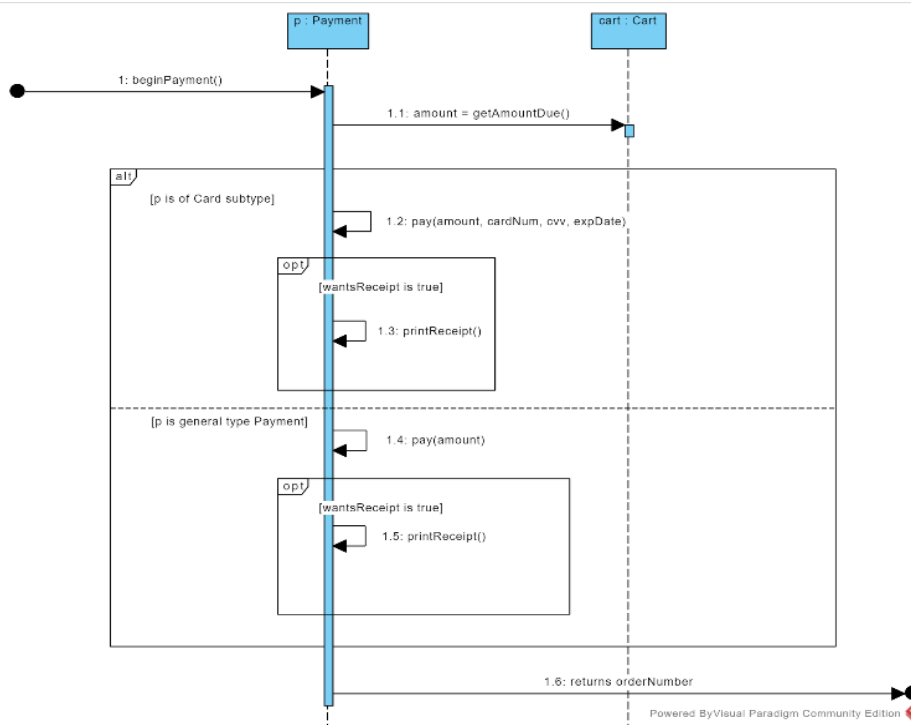 p : Payment
cart : Cart
1: beginPayment()
1.1: amount = getAmountDue()
alt
[p is of Card subtype]
1.2: pay(amount, cardNum, cvv, expDate)
opt
[wantsReceipt is true]
1.3: printReceipt()
[p is general type Payment]
1.4: pay(amount)
opt
[wantsReceipt is true]
1.5: printReceipt()
1.6: returns orderNumber
Powered ByVisual Paradigm Community Edition